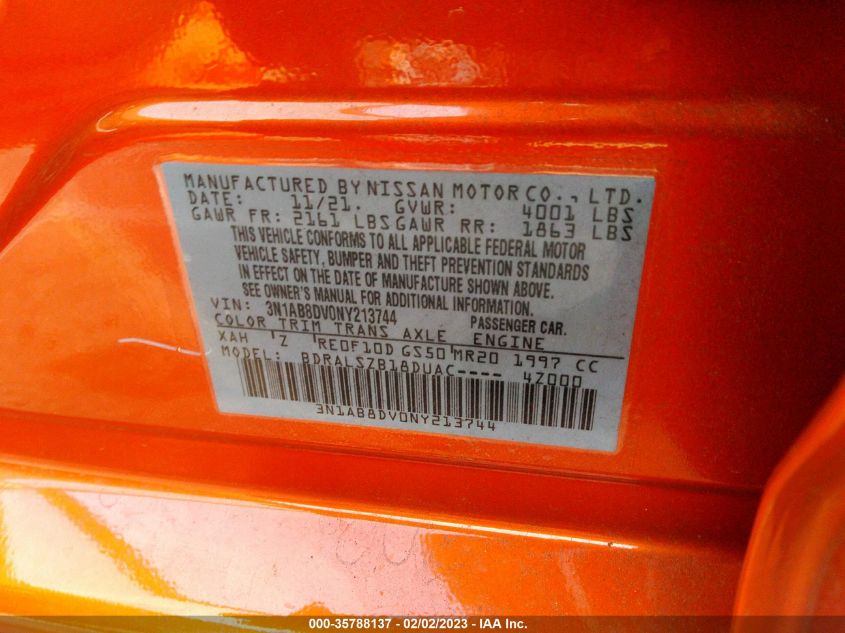 MANUFACTURED BY NISSAN MOTOR CO., LTD.
DATE: 11/21. GVWR: 4001 LBS
GAWR FR: 2161 LBS GAWR RR: 1863 LBS
THIS VEHICLE CONFORMS TO ALL APPLICABLE FEDERAL MOTOR
VEHICLE SAFETY, BUMPER AND THEFT PREVENTION STANDARDS
IN EFFECT ON THE DATE OF MANUFACTURE SHOWN ABOVE.
SEE OWNER'S MANUAL FOR ADDITIONAL INFORMATION.
VIN: 3N1AB8DV0NY213744 PASSENGER CAR.
COLOR TRIM TRANS AXLE ENGINE
XAH Z RE0F10D GS50 MR20 1997 CC
MODEL: BDRALSZB18DUAC---- 4Z000
3N1AB8DV0NY213744
000-35788137 - 02/02/2023 - IAA Inc.